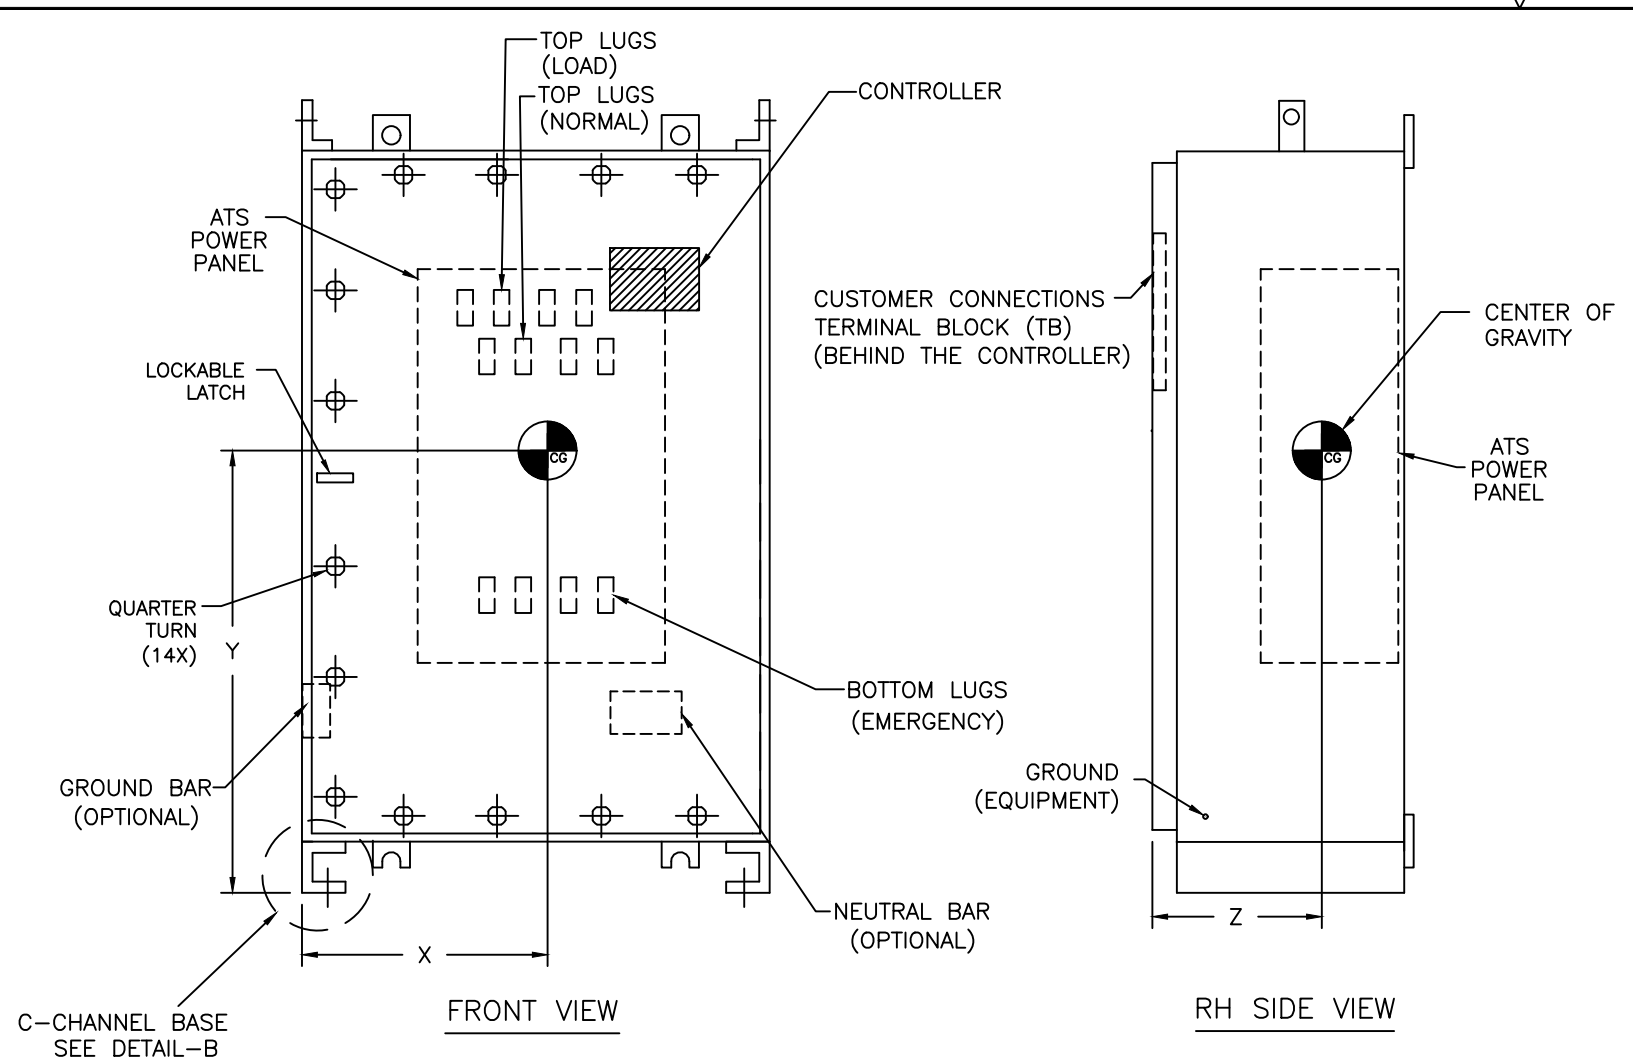 TOP LUGS
(LOAD)
TOP LUGS
(NORMAL)
CONTROLLER
ATS
POWER
PANEL
LOCKABLE
LATCH
CG
QUARTER
TURN
(14X)
Y
GROUND BAR
(OPTIONAL)
BOTTOM LUGS
(EMERGENCY)
NEUTRAL BAR
(OPTIONAL)
X
C-CHANNEL BASE
SEE DETAIL-B
FRONT VIEW
CUSTOMER CONNECTIONS
TERMINAL BLOCK (TB)
(BEHIND THE CONTROLLER)
CENTER OF
GRAVITY
CG
ATS
POWER
PANEL
GROUND
(EQUIPMENT)
Z
RH SIDE VIEW